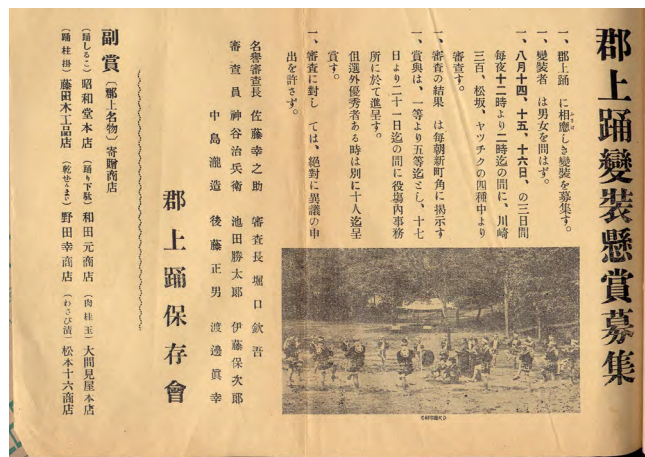 郡上踊變裝懸賞募集
一、郡上踊 に相應しき變裝を募集す。
一、變裝者 は男女を問はず。
一、八月十四、十五、十六日、の三日間
毎夜十二時より二時迄の間に、川崎
三百、松坂、ヤツチクの四種中より
審査す。
一、審査の結果 は毎朝新町角に揭示す
一、賞與は、一等より五等迄とし、十七
日より二十一日迄の間に役塲内事務
所に於て進呈す。
但選外優秀者ある時は別に十人迄呈
賞す。
一、審査に對し ては、絕對に異議の申
出を許さず。
名譽審査長 佐藤幸之助 審査長 堀口欽吾
審査員 神谷治兵衛 池田勝太郎 伊藤保次郎
中島瀧造 後藤正男 渡邊眞幸
郡上踊保存會
副賞(郡上名物)寄贈商店
(踊しるこ)昭和堂本店 (踊り下駄)和田元商店 (肉桂玉)大間見屋本店
(踊柱掛)藤田木工品店 (乾ぜんまい)野田幸商店 (わさび漬)松本十六商店